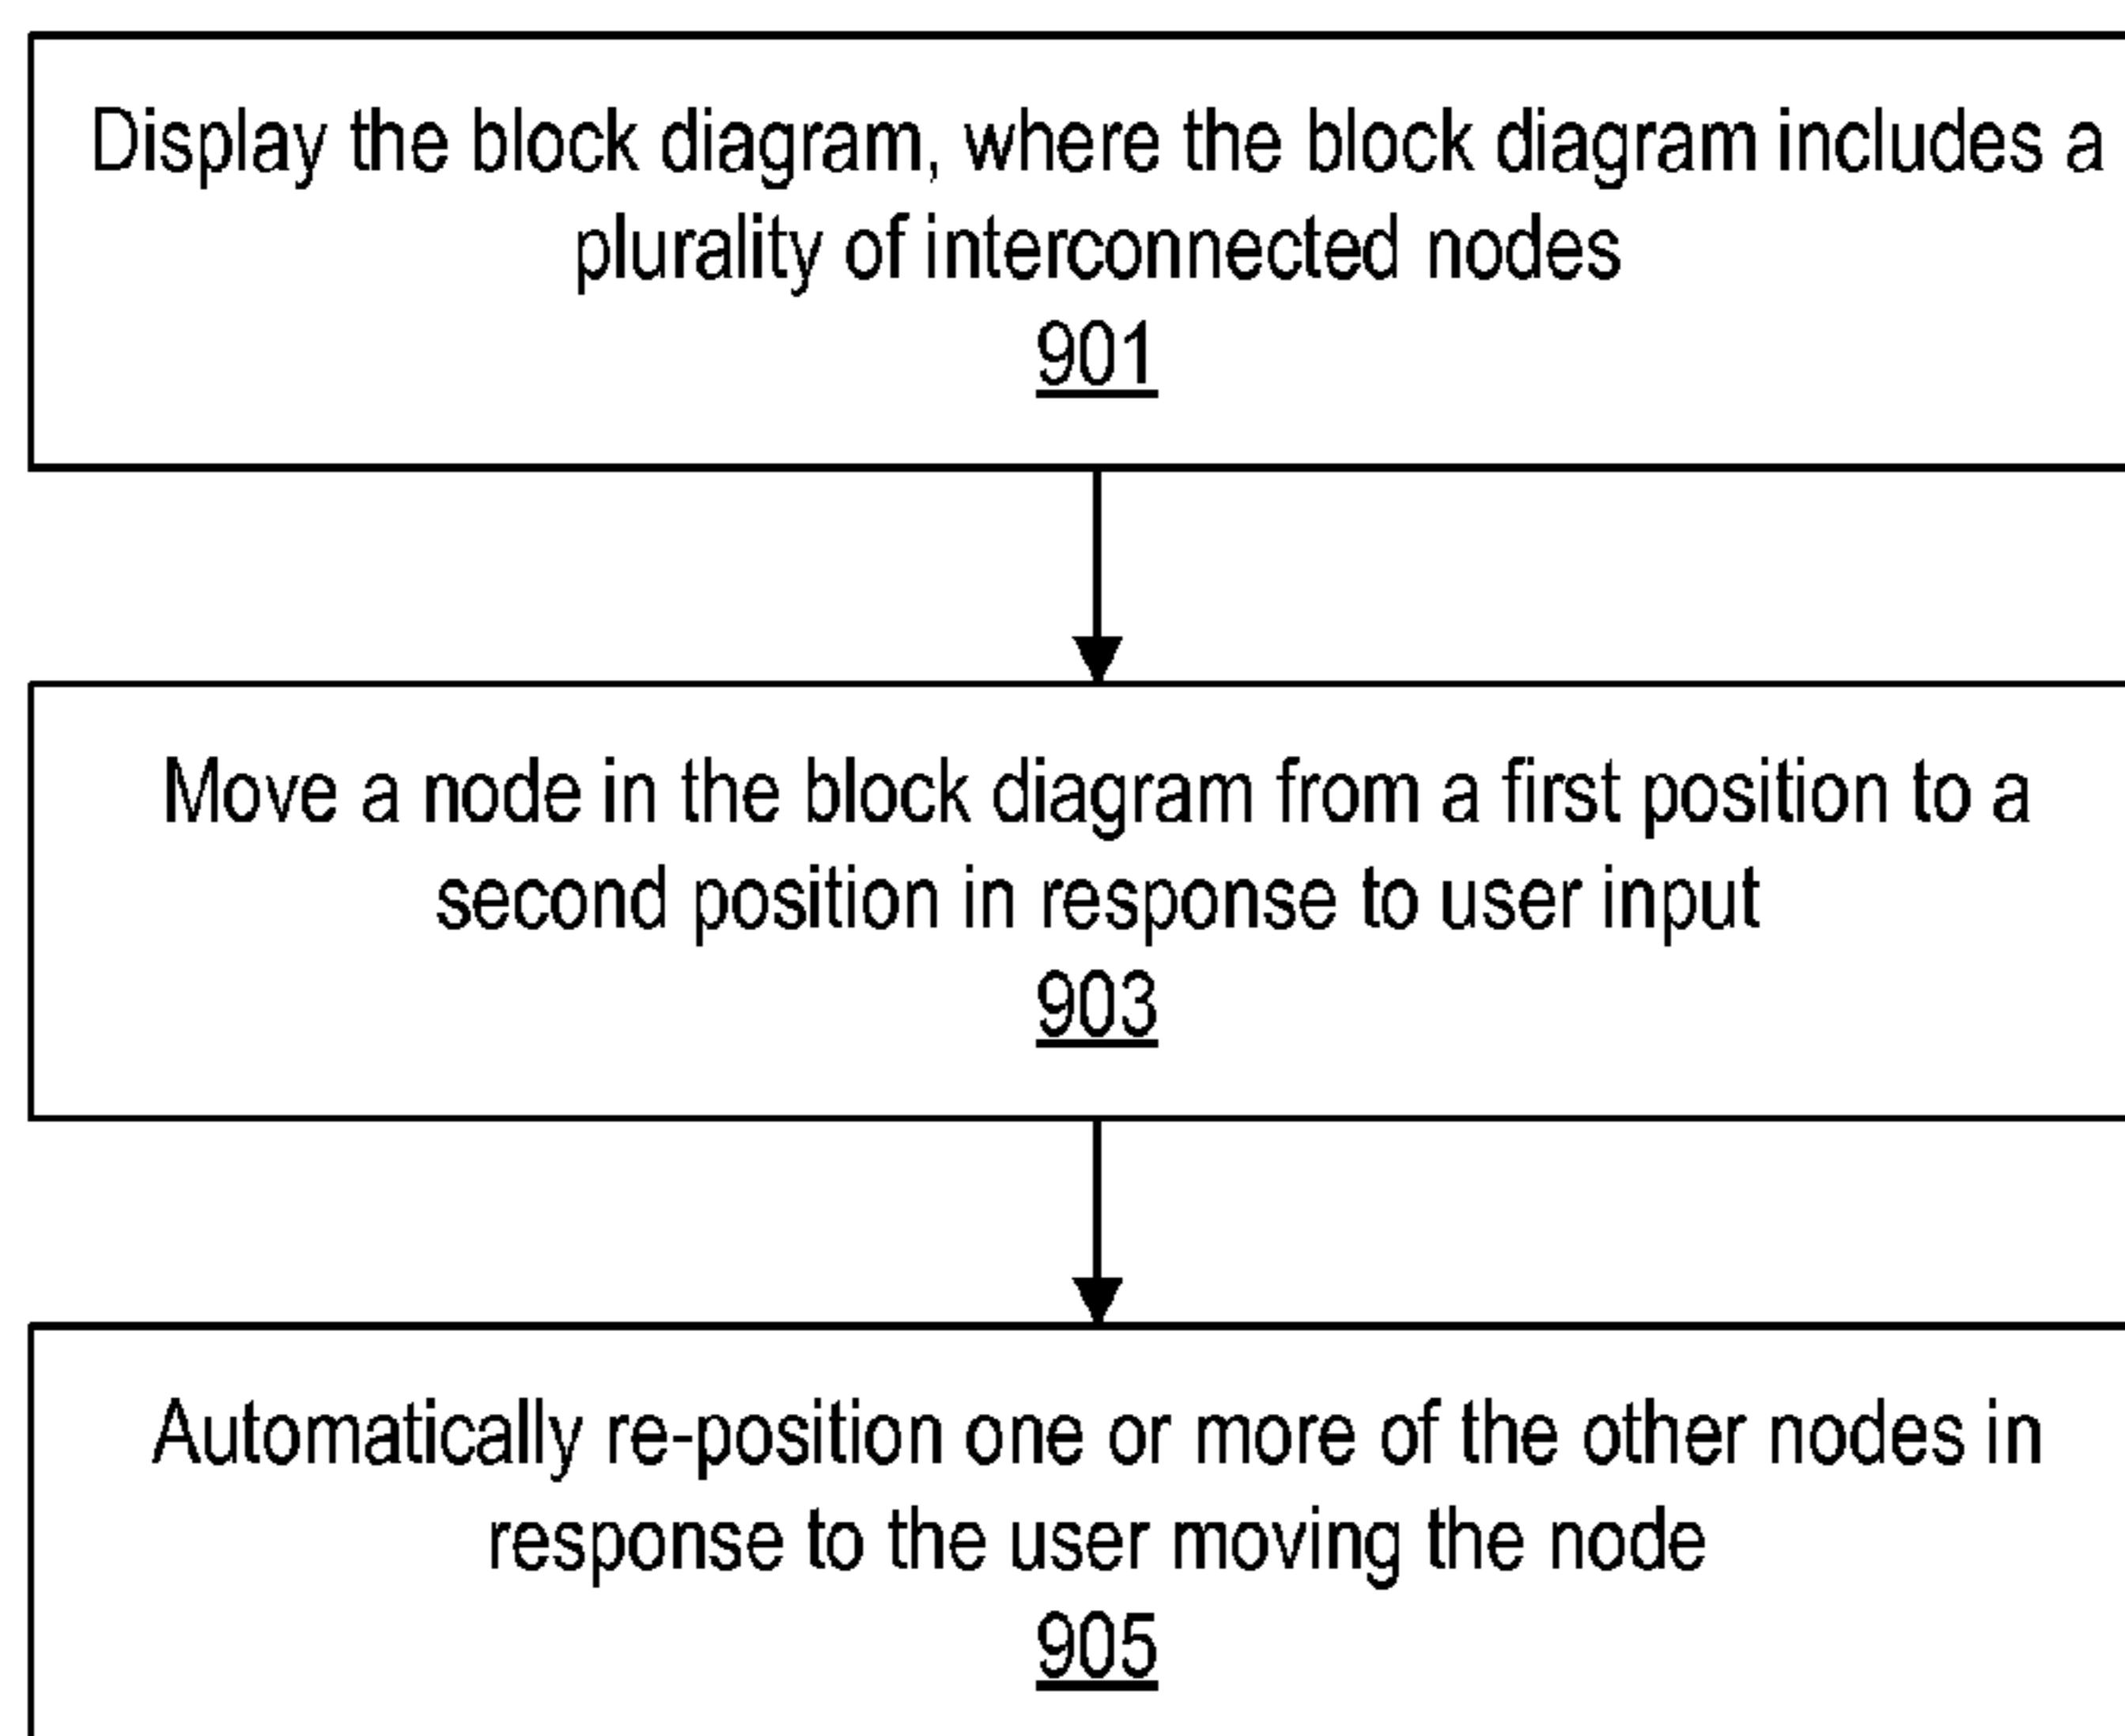 Display the block diagram, where the block diagram includes a
plurality of interconnected nodes
901
Move a node in the block diagram from a first position to a
second position in response to user input
903
Automatically re-position one or more of the other nodes in
response to the user moving the node
905